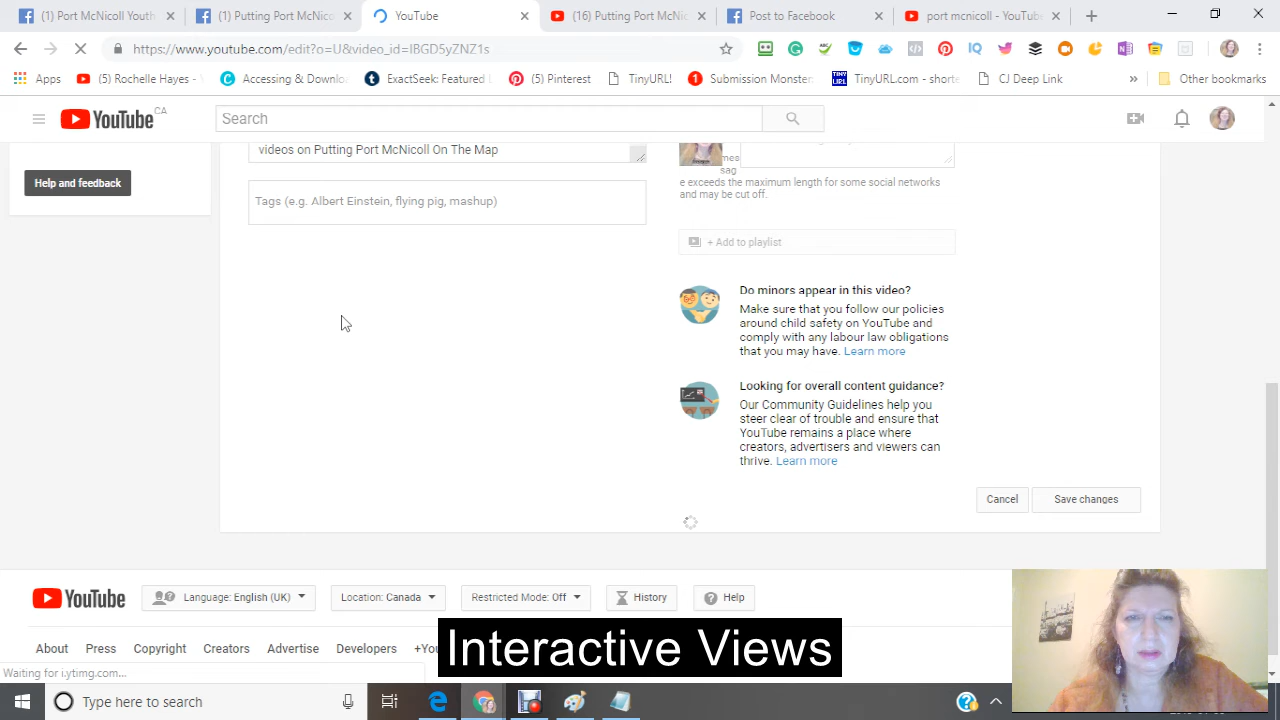 (1) Port McNicoll Youth
(1) Putting Port McNic
YouTube
(16) Putting Port McNi
Post to Facebook
port mcnicoll - YouTube
https://www.youtube.com/edit?o=U&video_id=IBGD5yZNZ1s
Apps
(5) Rochelle Hayes -
Accessing & Downlo
ExactSeek: Featured L
(5) Pinterest
TinyURL!
Submission Monster
TinyURL.com - shorte
CJ Deep Link
»
Other bookmarks
YouTube CA
Search
videos on Putting Port McNicoll On The Map
Help and feedback
Tags (e.g. Albert Einstein, flying pig, mashup)
mes
sag
e exceeds the maximum length for some social networks
and may be cut off.
+ Add to playlist
Do minors appear in this video?
Make sure that you follow our policies
around child safety on YouTube and
comply with any labour law obligations
that you may have. Learn more
Looking for overall content guidance?
Our Community Guidelines help you
steer clear of trouble and ensure that
YouTube remains a place where
creators, advertisers and viewers can
thrive. Learn more
Cancel
Save changes
YouTube
Language: English (UK)
Location: Canada
Restricted Mode: Off
History
Help
About
Press
Copyright
Creators
Advertise
Developers
+You
Interactive Views
Waiting for i.ytimg.com...
Type here to search